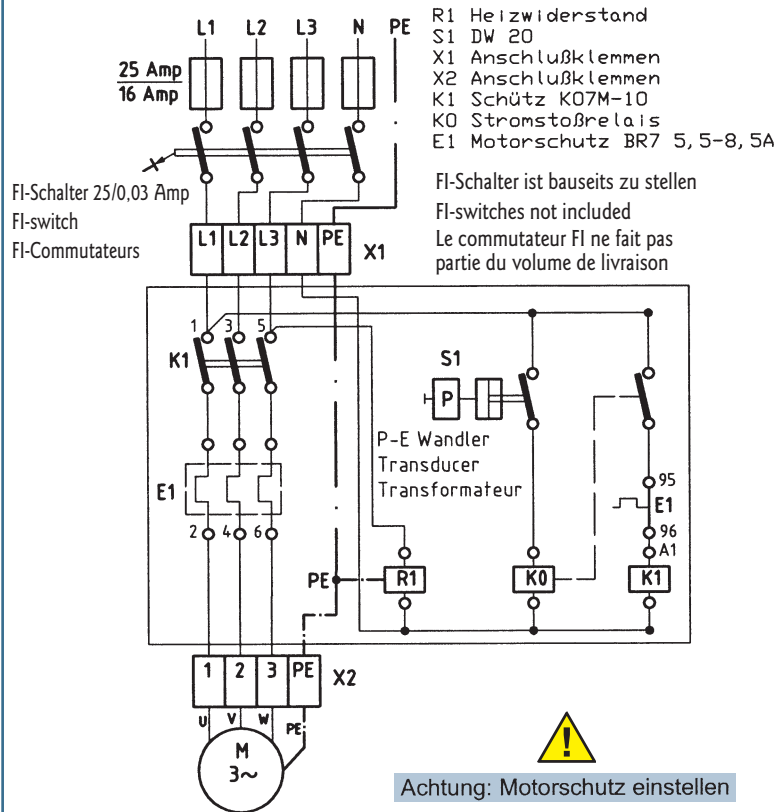 L1 L2 L3 N PE
R1 Heizwiderstand
S1 DW 20
X1 Anschlußklemmen
X2 Anschlußklemmen
K1 Schütz K07M-10
K0 Stromstoßrelais
E1 Motorschutz BR7 5,5-8,5A
25 Amp
16 Amp
FI-Schalter 25/0,03 Amp
FI-switch
FI-Commutateurs
FI-Schalter ist bauseits zu stellen
FI-switches not included
Le commutateur FI ne fait pas
partie du volume de livraison
L1 L2 L3 N PE X1
1 3 5
K1
S1
P
P-E Wandler
Transducer
Transformateur
95
E1
96
A1
E1
2 4 6
PE R1 K0 K1
1 2 3 PE X2
U V W PE
M
3~
!
Achtung: Motorschutz einstellen